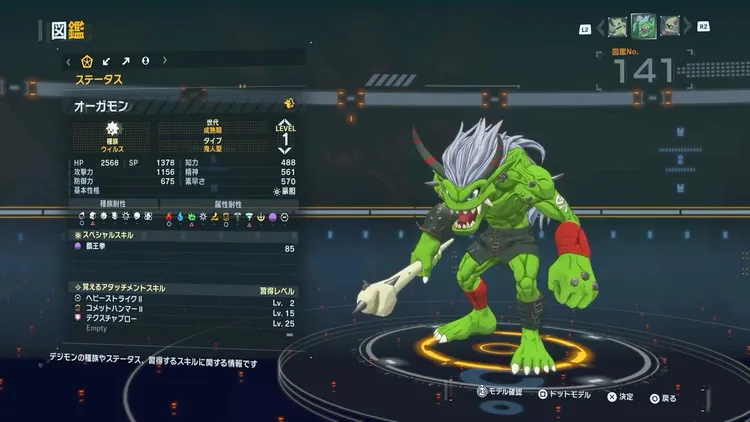 図鑑
L2
R2
図鑑No.
141
ステータス
オーガモン
種族
ウイルス
世代
成熟期
タイプ
鬼人型
LEVEL
1
HP 2568 SP 1378 知力 488
攻撃力 1156 精神 561
防御力 675 素早さ 570
基本性格 豪胆
種族耐性 属性耐性
スペシャルスキル
覇王拳 85
覚えるアタッチメントスキル 習得レベル
ヘビーストライクⅡ Lv. 2
コメットハンマーⅡ Lv. 15
テクスチャブロー Lv. 25
Empty
デジモンの種族やステータス、習得するスキルに関する情報です
モデル確認 ドットモデル 決定 戻る